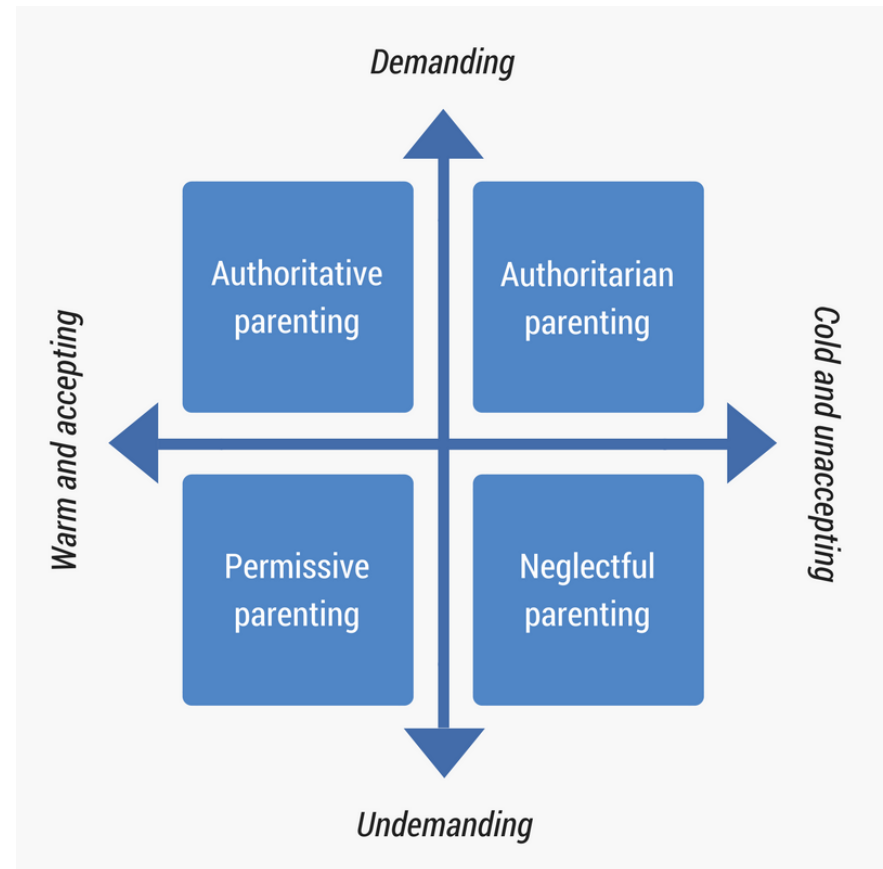 Demanding
Authoritative
parenting
Authoritarian
parenting
Warm and accepting
Cold and unaccepting
Permissive
parenting
Neglectful
parenting
Undemanding